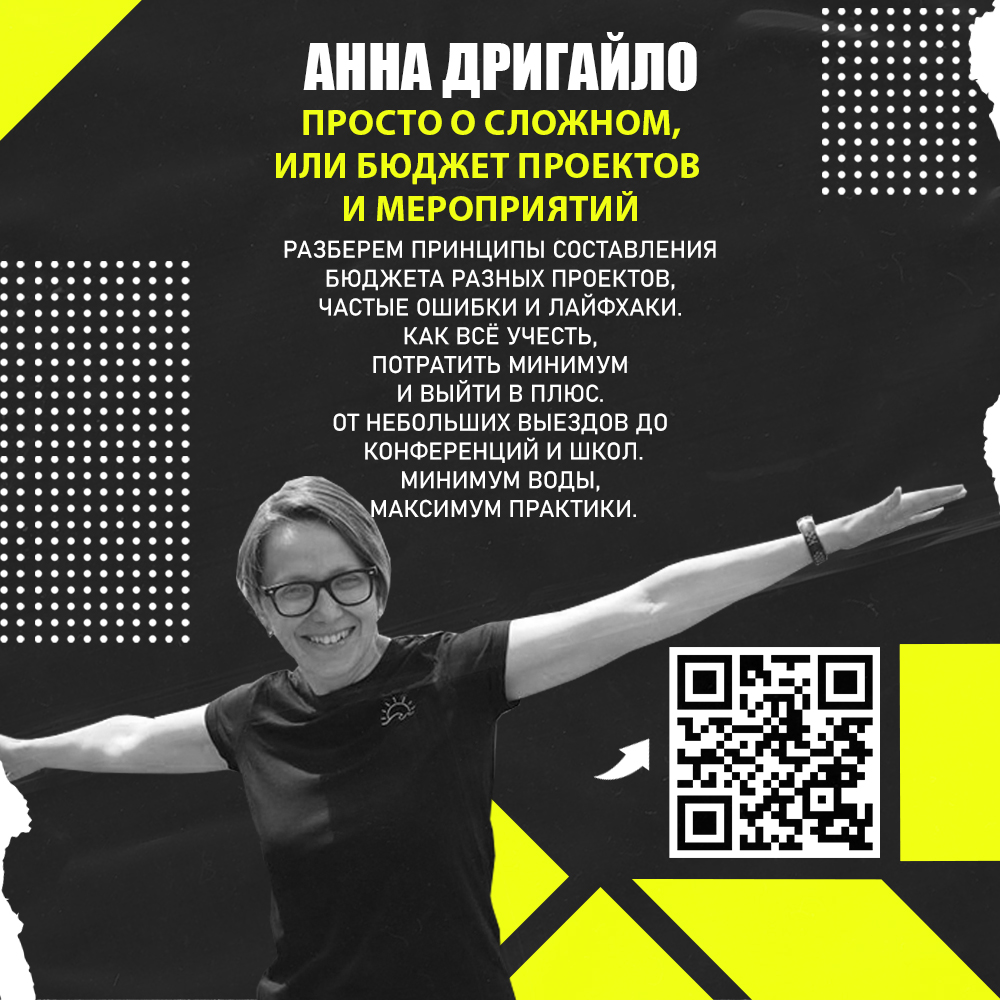 АННА ДРИГАЙЛО
ПРОСТО О СЛОЖНОМ,
ИЛИ БЮДЖЕТ ПРОЕКТОВ
И МЕРОПРИЯТИЙ
РАЗБЕРЕМ ПРИНЦИПЫ СОСТАВЛЕНИЯ
БЮДЖЕТА РАЗНЫХ ПРОЕКТОВ,
ЧАСТЫЕ ОШИБКИ И ЛАЙФХАКИ.
КАК ВСЁ УЧЕСТЬ,
ПОТРАТИТЬ МИНИМУМ
И ВЫЙТИ В ПЛЮС.
ОТ НЕБОЛЬШИХ ВЫЕЗДОВ ДО
КОНФЕРЕНЦИЙ И ШКОЛ.
МИНИМУМ ВОДЫ,
МАКСИМУМ ПРАКТИКИ.